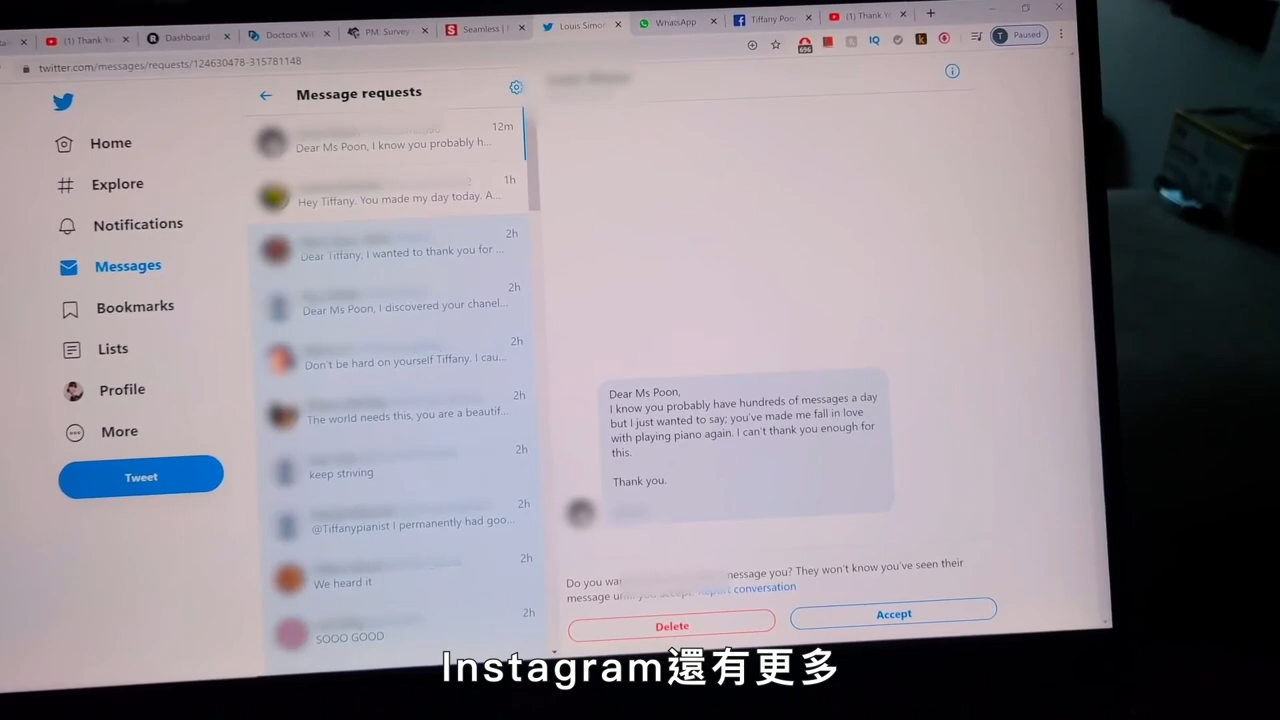 (1) Thank Yo
Dashboard
Doctors Wit
PM: Survey
Seamless |
Louis Simo
WhatsApp
Tiffany Poo
(1) Thank Yo
Paused
twitter.com/messages/requests/124630478-315781148
696
IQ
k
T
Home
Explore
Notifications
Messages
Bookmarks
Lists
Profile
More
Tweet
Message requests
12m
Dear Ms Poon, I know you probably h...
1h
Hey Tiffany. You made my day today. A...
2h
Dear Tiffany, I wanted to thank you for ...
2h
Dear Ms Poon, I discovered your chanel...
2h
Don't be hard on yourself Tiffany. I cau...
2h
The world needs this, you are a beautif...
2h
keep striving
2h
@Tiffanypianist I permanently had goo...
2h
We heard it
2h
SOOO GOOD
Dear Ms Poon,
I know you probably have hundreds of messages a day
but I just wanted to say; you've made me fall in love
with playing piano again. I can't thank you enough for
this.
Thank you.
Do you wa message you? They won't know you've seen their
message until you accept. Report conversation
Delete
Accept
Instagram還有更多